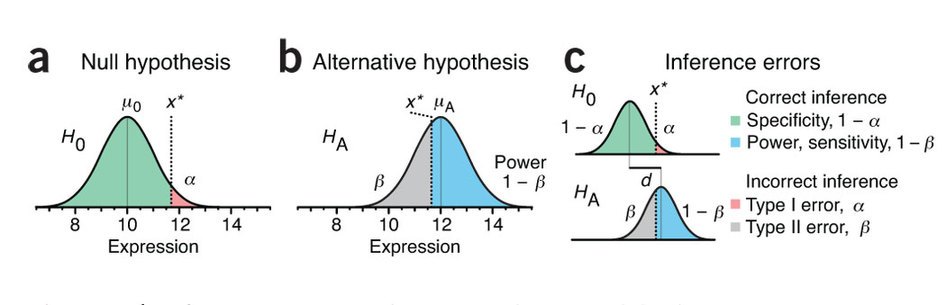 a Null hypothesis
μ0 x*
H0
α
8 10 12 14
Expression
b Alternative hypothesis
x* μA
HA
Power
1 – β
β
8 10 12 14
Expression
c Inference errors
H0
x*
1 – α
α
d
HA
β
1 – β
Correct inference
Specificity, 1 – α
Power, sensitivity, 1 – β
Incorrect inference
Type I error, α
Type II error, β